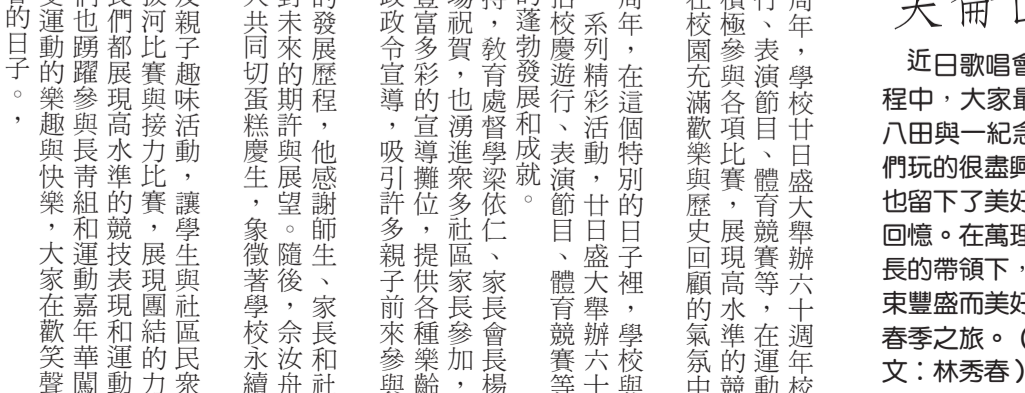 近日歌唱會
程中，大家最
八田與一紀念
們玩的很盡興
也留下了美好
回憶。在萬理
長的帶領下，
束豐盛而美好
春季之旅。（
文：林秀春）
周年，學校廿日盛大舉辦六十週年校
行、表演節目、體育競賽等，在運動
積極參與各項比賽，展現高水準的競
在校園充滿歡樂與歷史回顧的氣氛中
周年，在這個特別的日子裡，學校與
系列精彩活動，廿日盛大舉辦六十
括校慶遊行、表演節目、體育競賽等
的蓬勃發展和成就。
持，教育處督學梁依仁、家長會長楊
場祝賀，也湧進眾多社區家長參加，
豐富多彩的宣導攤位，提供各種樂齡
政令宣導，吸引許多親子前來參與
的發展歷程，他感謝師生、家長和社
對未來的期許與展望。隨後，佘汝舟
共同切蛋糕慶生，象徵著學校永續
親子趣味活動，讓學生與社區民眾
拔河比賽與接力比賽，展現團結的力
長們都展現高水準的競技表現和運動
們也踴躍參與長青組和運動嘉年華闖
運動的樂趣與快樂，大家在歡笑聲
的日子。，